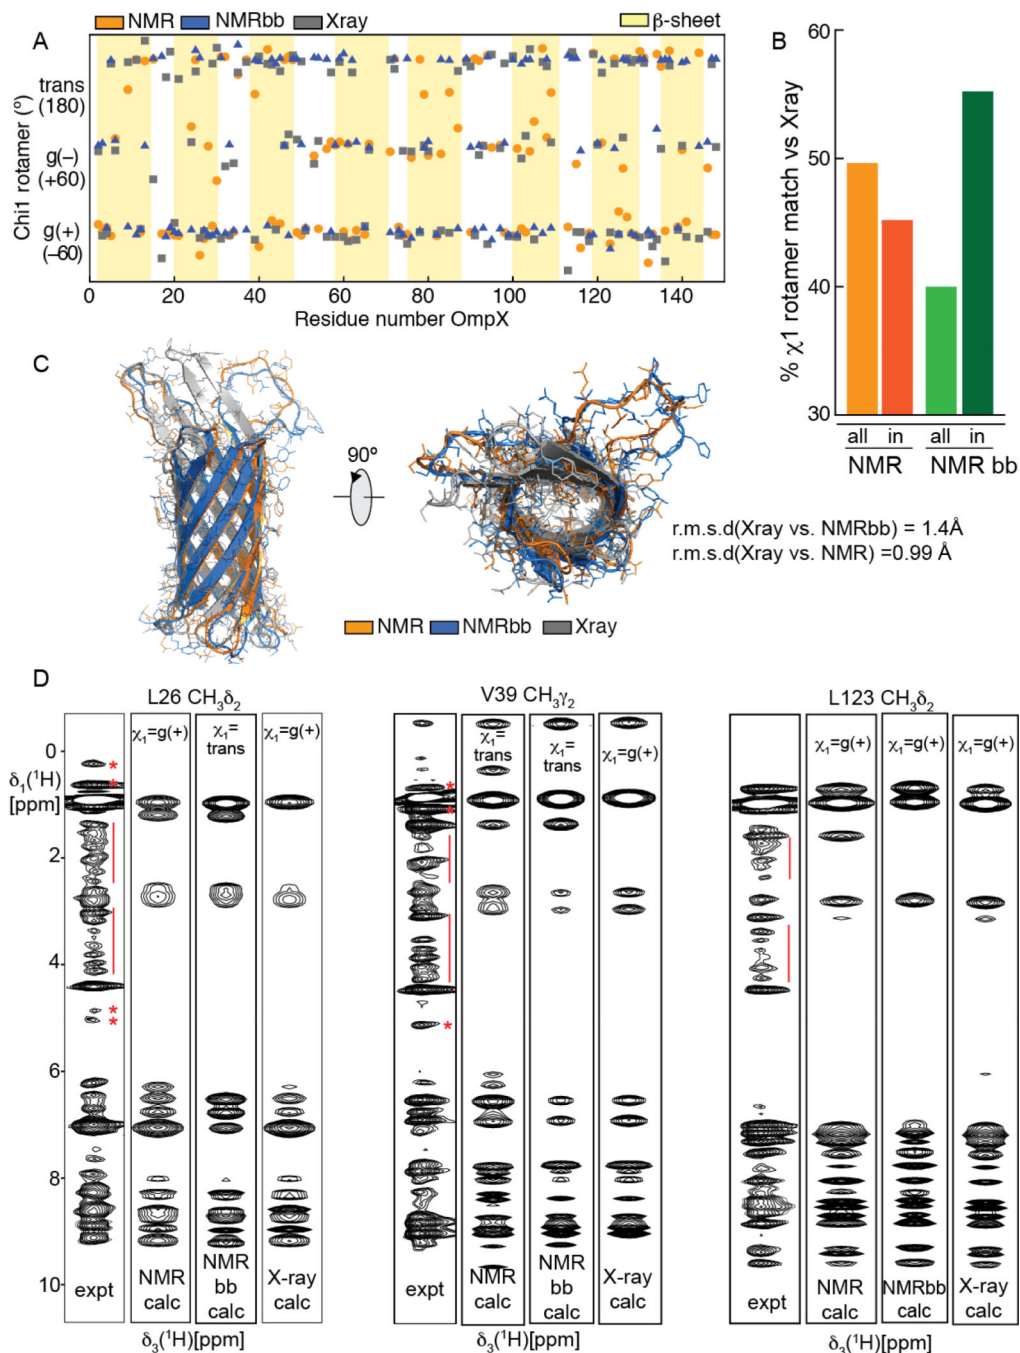 NMR NMRbb Xray β-sheet
A
Chi1 rotamer (º)
trans
(180)
g(–)
(+60)
g(+)
(–60)
0 20 40 60 80 100 120 140
Residue number OmpX
B
% χ1 rotamer match vs Xray
60
50
40
30
all in all in
NMR NMR bb
C
90º
r.m.s.d(Xray vs. NMRbb) = 1.4Å
r.m.s.d(Xray vs. NMR) =0.99 Å
NMR NMRbb Xray
D
L26 CH₃δ₂ V39 CH₃γ₂ L123 CH₃δ₂
0
δ₁(¹H)
[ppm]
2
4
6
8
10
χ₁=g(+)
χ₁=
trans
χ₁=g(+)
*
*
*
*
expt
NMR
calc
NMR
bb
calc
X-ray
calc
χ₁=
trans
χ₁=
trans
χ₁=g(+)
*
*
*
expt
NMR
calc
NMR
bb
calc
X-ray
calc
χ₁=g(+) χ₁=g(+) χ₁=g(+)
expt
NMR
calc
NMRbb
calc
X-ray
calc
δ₃(¹H)[ppm] δ₃(¹H)[ppm] δ₃(¹H)[ppm]